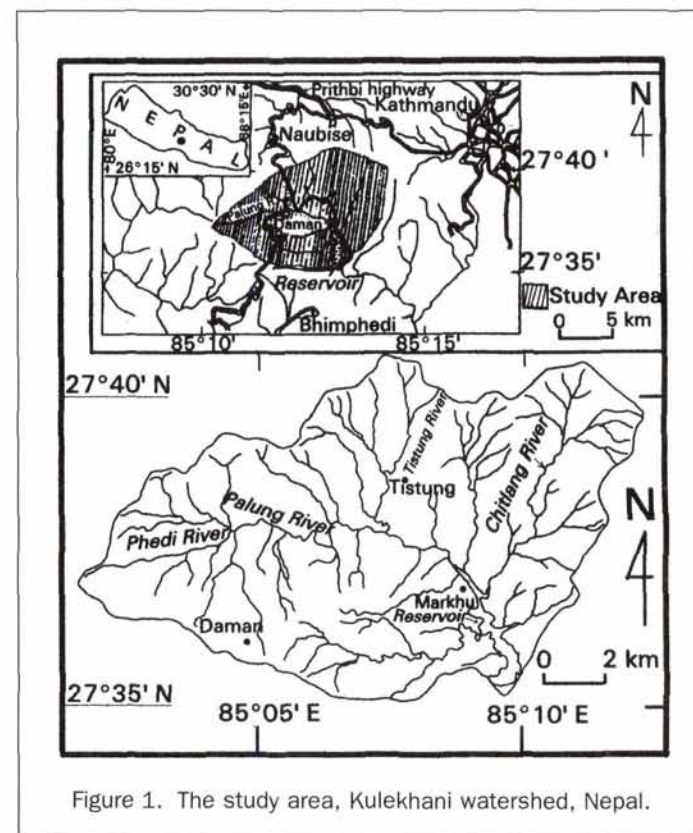 30°30' N
88°15'E
NEPAL
80°E
26°15' N
Prithbi highway
Kathmandu
Naubise
Palung R
Daman
Reservoir
Bhimphedi
N
27°40'
27°35'
Study Area
0 5 km
85°10'
85°15'
27°40' N
Tistung River
Tistung
Chitlang River
Palung River
Phedi River
Markhu
Reservoir
Daman
N
0 2 km
27°35' N
85°05' E
85°10' E
Figure 1. The study area, Kulekhani watershed, Nepal.